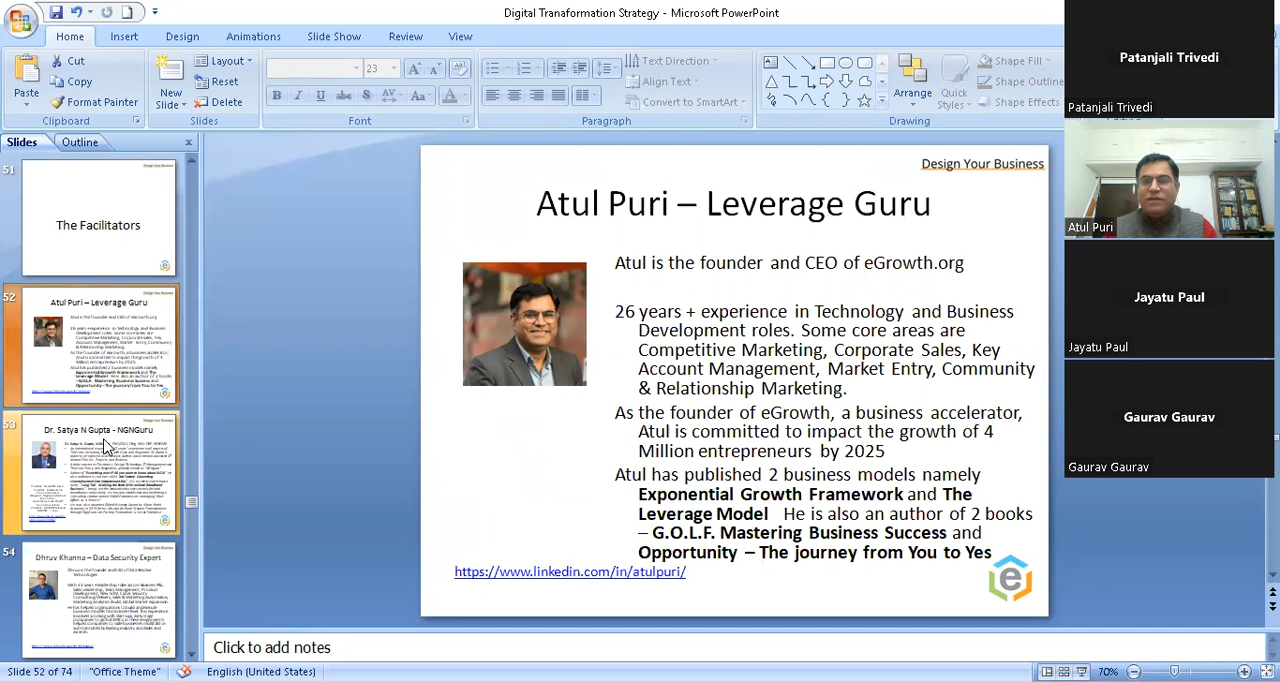 Digital Transformation Strategy - Microsoft PowerPoint
Home Insert Design Animations Slide Show Review View
Cut
Copy
Format Painter
Paste
Clipboard
New
Slide
Layout
Reset
Delete
Slides
23
B I U abe S AV Aa A
Font
Text Direction
Align Text
Convert to SmartArt
Paragraph
Arrange
Quick
Styles
Shape Fill
Shape Outline
Shape Effects
Drawing
Slides Outline
51
The Facilitators
52
Atul Puri – Leverage Guru
53
Dr. Satya N Gupta - NGNGuru
54
Dhruv Khanna – Data Security Expert
Design Your Business
Atul Puri – Leverage Guru
Atul is the founder and CEO of eGrowth.org
26 years + experience in Technology and Business
Development roles. Some core areas are
Competitive Marketing, Corporate Sales, Key
Account Management, Market Entry, Community
& Relationship Marketing.
As the founder of eGrowth, a business accelerator,
Atul is committed to impact the growth of 4
Million entrepreneurs by 2025
Atul has published 2 business models namely
Exponential Growth Framework and The
Leverage Model He is also an author of 2 books
– G.O.L.F. Mastering Business Success and
Opportunity – The journey from You to Yes
https://www.linkedin.com/in/atulpuri/
e
Click to add notes
Slide 52 of 74 "Office Theme" English (United States) 70%
Patanjali Trivedi
Patanjali Trivedi
Atul Puri
Jayatu Paul
Jayatu Paul
Gaurav Gaurav
Gaurav Gaurav